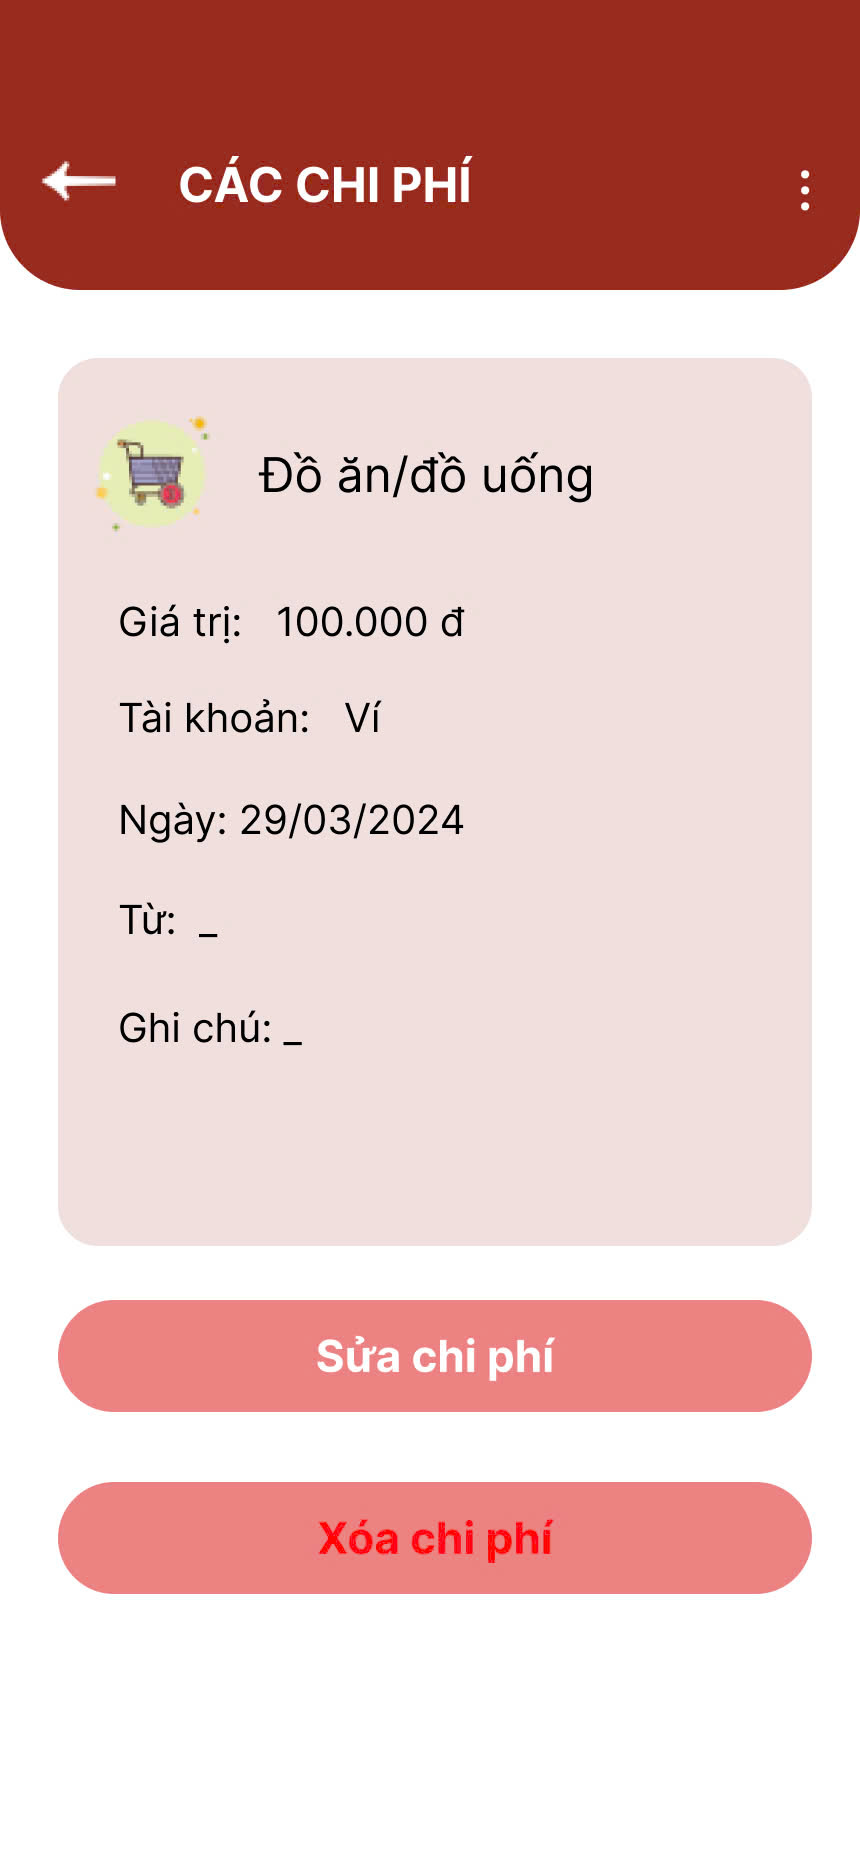 CÁC CHI PHÍ
Đồ ăn/đồ uống
Giá trị: 100.000 đ
Tài khoản: Ví
Ngày: 29/03/2024
Từ: _
Ghi chú: _
Sửa chi phí
Xóa chi phí